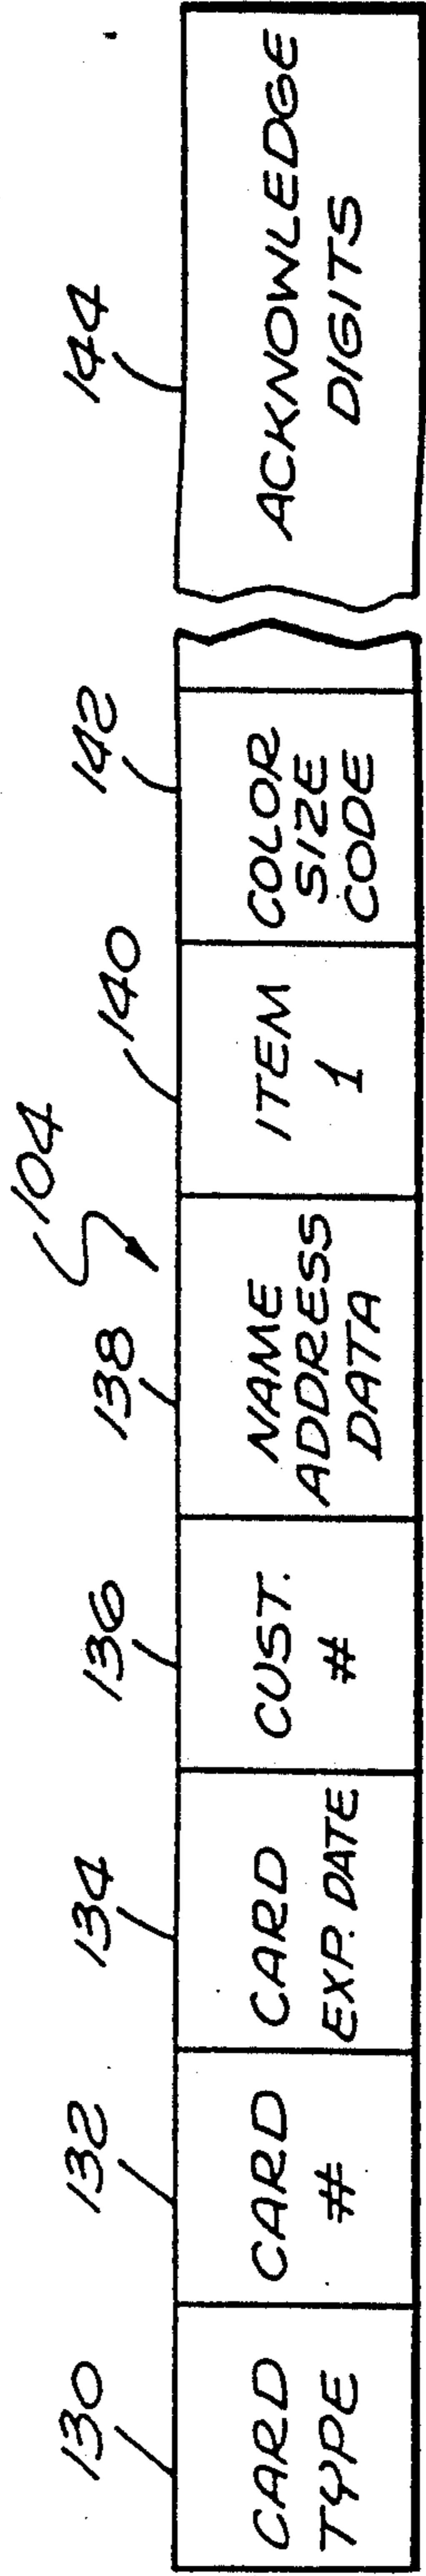 104
130 132 134 136 138 140 142 144
CARD
TYPE
CARD
#
CARD
EXP. DATE
CUST.
#
NAME
ADDRESS
DATA
ITEM
1
COLOR
SIZE
CODE
ACKNOWLEDGE
DIGITS